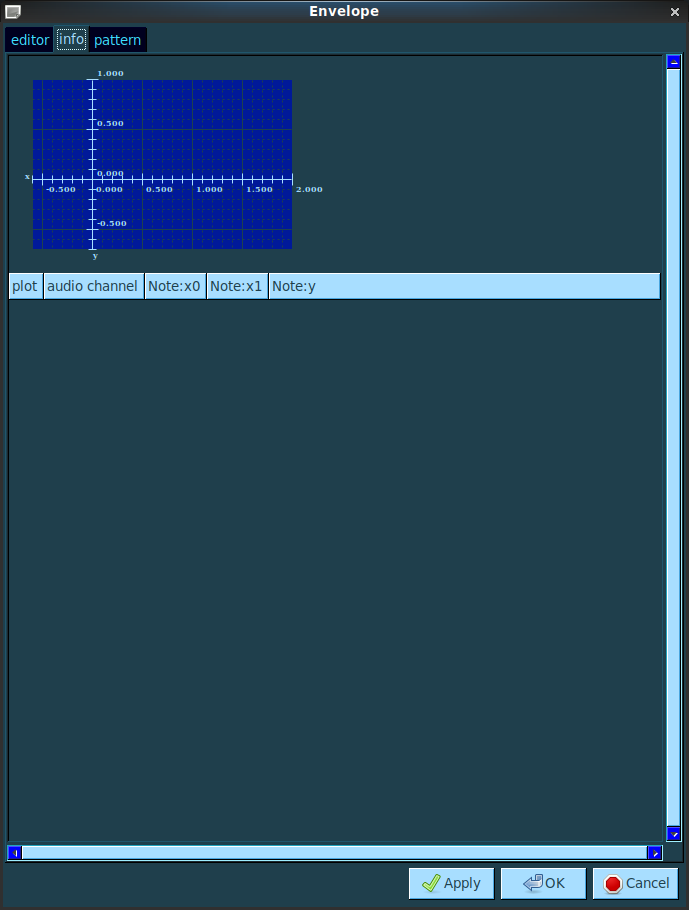 Envelope
editor info pattern
1.000
0.500
x 0.000
-0.500 0.000 0.500 1.000 1.500 2.000
-0.500
y
plot audio channel Note:x0 Note:x1 Note:y
Apply OK Cancel